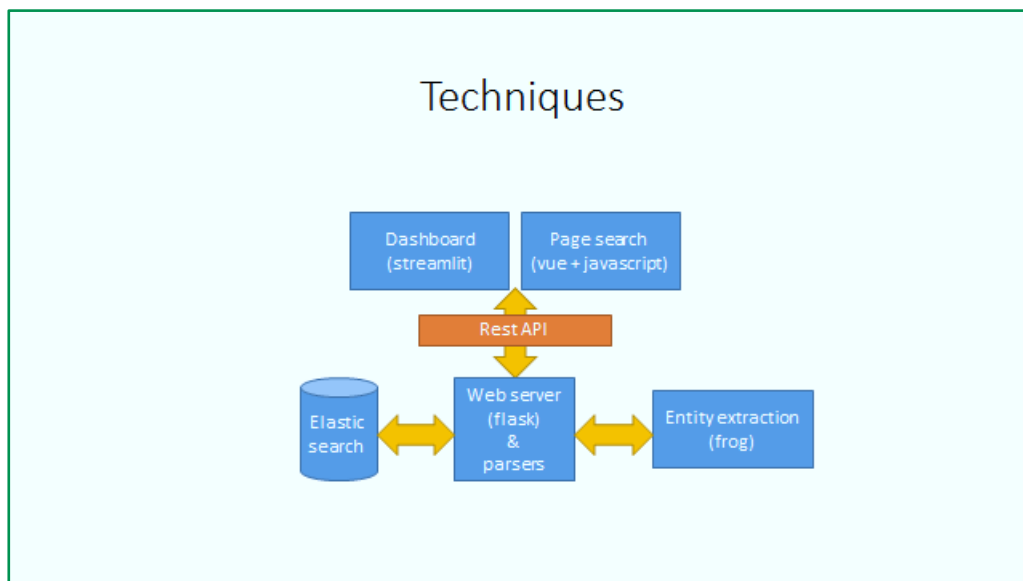 Techniques
Dashboard
(streamlit)
Page search
(vue + javascript)
Rest API
Elastic
search
Web server
(flask)
&
parsers
Entity extraction
(frog)